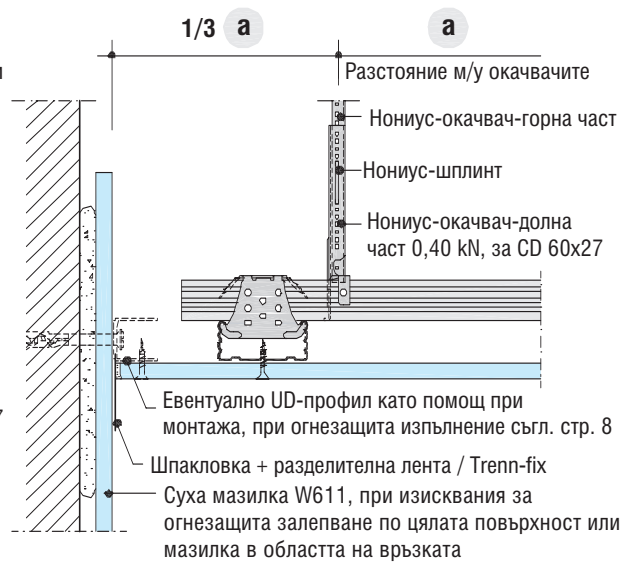 1/3 a a
Разстояние м/у окачвачите
Нониус-окачвач-горна част
Нониус-шплинт
Нониус-окачвач-долна
част 0,40 kN, за CD 60x27
Евентуално UD-профил като помощ при
монтажа, при огнезащита изпълнение съгл. стр. 8
Шпакловка + разделителна лента / Trenn-fix
Суха мазилка W611, при изисквания за
огнезащита залепване по цялата повърхност или
мазилка в областта на връзката